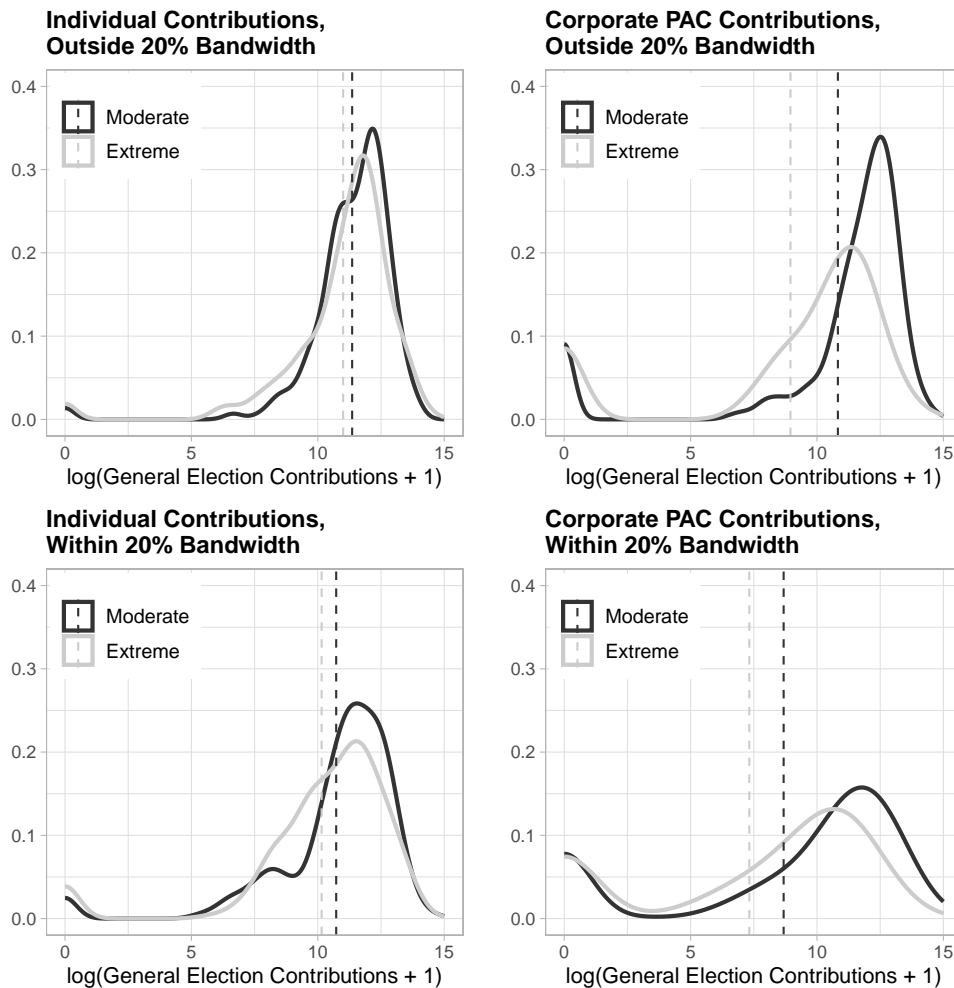 Individual Contributions,
Outside 20% Bandwidth
0.4
0.3
0.2
0.1
0.0
Moderate
Extreme
0 5 10 15
log(General Election Contributions + 1)
Corporate PAC Contributions,
Outside 20% Bandwidth
0.4
0.3
0.2
0.1
0.0
Moderate
Extreme
0 5 10 15
log(General Election Contributions + 1)
Individual Contributions,
Within 20% Bandwidth
0.4
0.3
0.2
0.1
0.0
Moderate
Extreme
0 5 10 15
log(General Election Contributions + 1)
Corporate PAC Contributions,
Within 20% Bandwidth
0.4
0.3
0.2
0.1
0.0
Moderate
Extreme
0 5 10 15
log(General Election Contributions + 1)